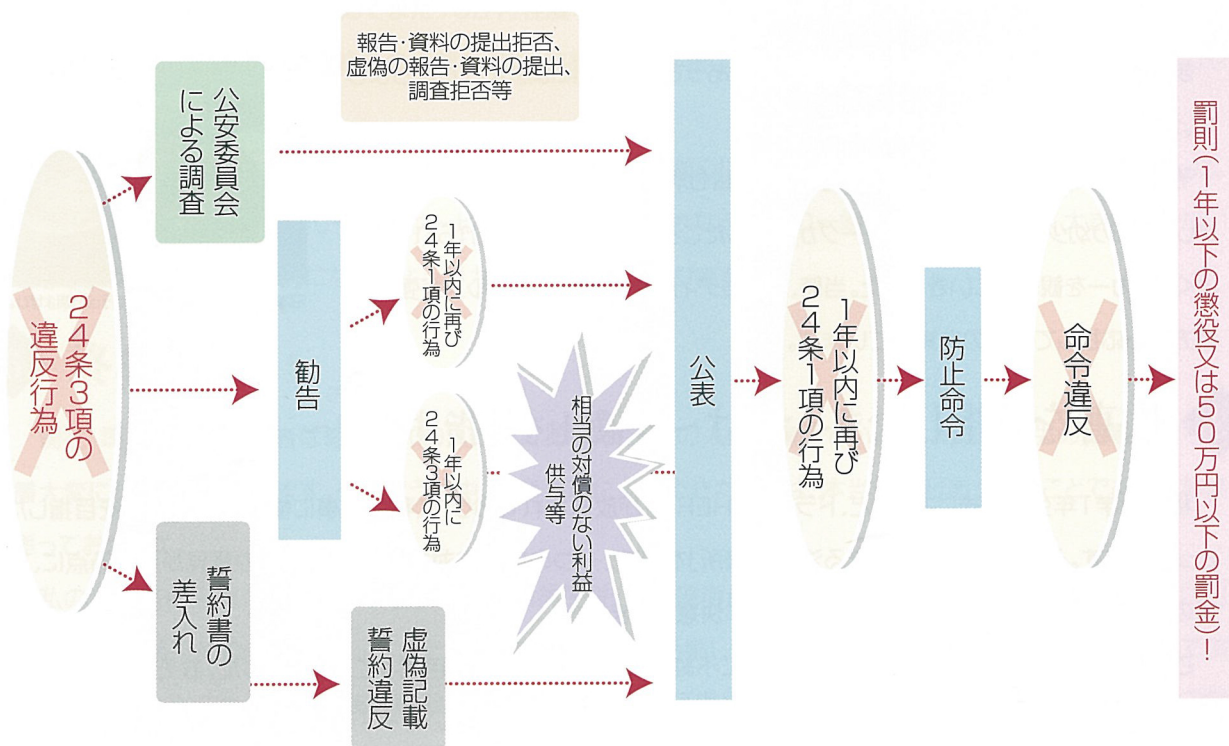 24条3項の
違反行為
公安委員会
による調査
報告・資料の提出拒否、
虚偽の報告・資料の提出、
調査拒否等
勧告
1年以内に再び
24条1項の行為
1年以内に
24条3項の行為
相当の対償のない利益
供与等
誓約書の
差入れ
虚偽記載
誓約違反
公表
1年以内に再び
24条1項の行為
防止命令
命令違反
罰則(1年以下の懲役又は50万円以下の罰金)!